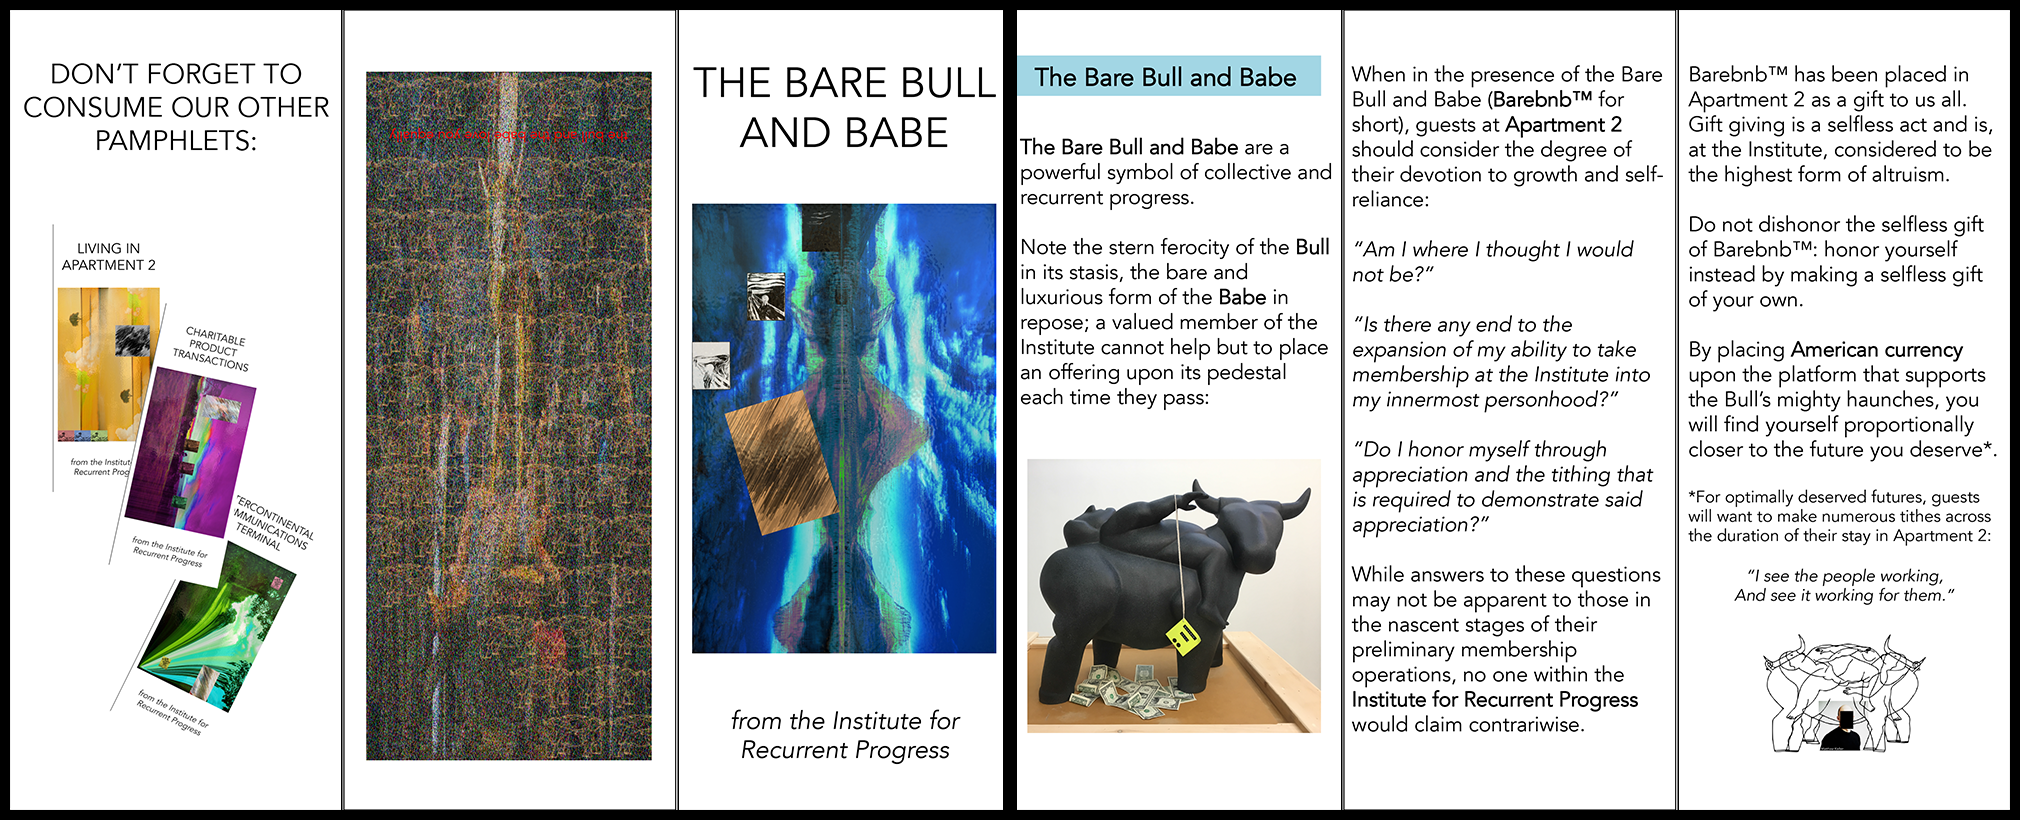 DON'T FORGET TO
CONSUME OUR OTHER
PAMPHLETS:
LIVING IN
APARTMENT 2
from the Institut
Recurrent Prog
CHARITABLE
PRODUCT
TRANSACTIONS
from the Institute for
Recurrent Progress
TERCONTINENTAL
MMUNICATIONS
TERMINAL
from the Institute for
Recurrent Progress
THE BARE BULL
AND BABE
from the Institute for
Recurrent Progress
The Bare Bull and Babe
The Bare Bull and Babe are a
powerful symbol of collective and
recurrent progress.
Note the stern ferocity of the Bull
in its stasis, the bare and
luxurious form of the Babe in
repose; a valued member of the
Institute cannot help but to place
an offering upon its pedestal
each time they pass:
When in the presence of the Bare
Bull and Babe (Barebnb™ for
short), guests at Apartment 2
should consider the degree of
their devotion to growth and self-
reliance:
"Am I where I thought I would
not be?"
"Is there any end to the
expansion of my ability to take
membership at the Institute into
my innermost personhood?"
"Do I honor myself through
appreciation and the tithing that
is required to demonstrate said
appreciation?"
While answers to these questions
may not be apparent to those in
the nascent stages of their
preliminary membership
operations, no one within the
Institute for Recurrent Progress
would claim contrariwise.
Barebnb™ has been placed in
Apartment 2 as a gift to us all.
Gift giving is a selfless act and is,
at the Institute, considered to be
the highest form of altruism.
Do not dishonor the selfless gift
of Barebnb™: honor yourself
instead by making a selfless gift
of your own.
By placing American currency
upon the platform that supports
the Bull's mighty haunches, you
will find yourself proportionally
closer to the future you deserve*.
*For optimally deserved futures, guests
will want to make numerous tithes across
the duration of their stay in Apartment 2:
"I see the people working,
And see it working for them."